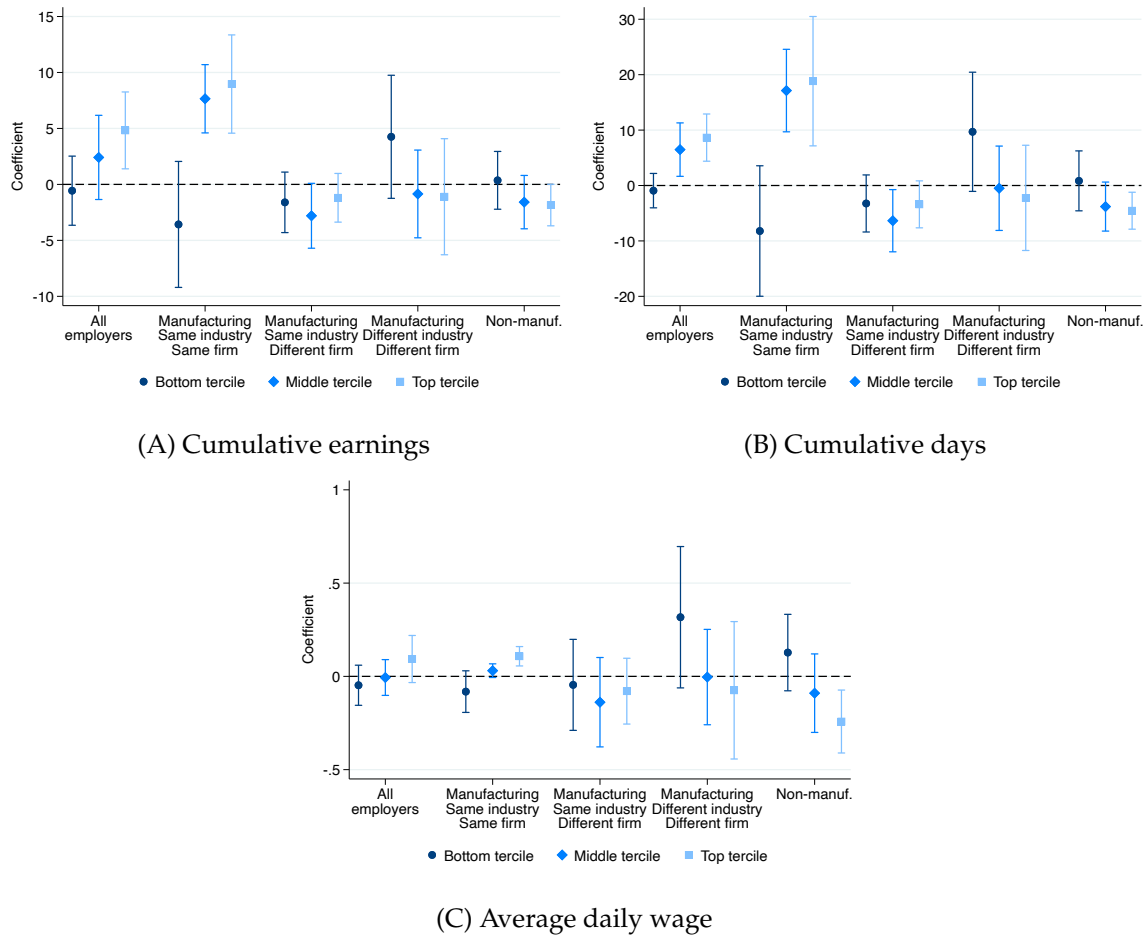 15
10
5
0
-5
-10
Coefficient
All employers
Manufacturing Same industry Same firm
Manufacturing Same industry Different firm
Manufacturing Different industry Different firm
Non-manuf.
Bottom tercile Middle tercile Top tercile
(A) Cumulative earnings
30
20
10
0
-10
-20
Coefficient
All employers
Manufacturing Same industry Same firm
Manufacturing Same industry Different firm
Manufacturing Different industry Different firm
Non-manuf.
Bottom tercile Middle tercile Top tercile
(B) Cumulative days
1
.5
0
-.5
Coefficient
All employers
Manufacturing Same industry Same firm
Manufacturing Same industry Different firm
Manufacturing Different industry Different firm
Non-manuf.
Bottom tercile Middle tercile Top tercile
(C) Average daily wage